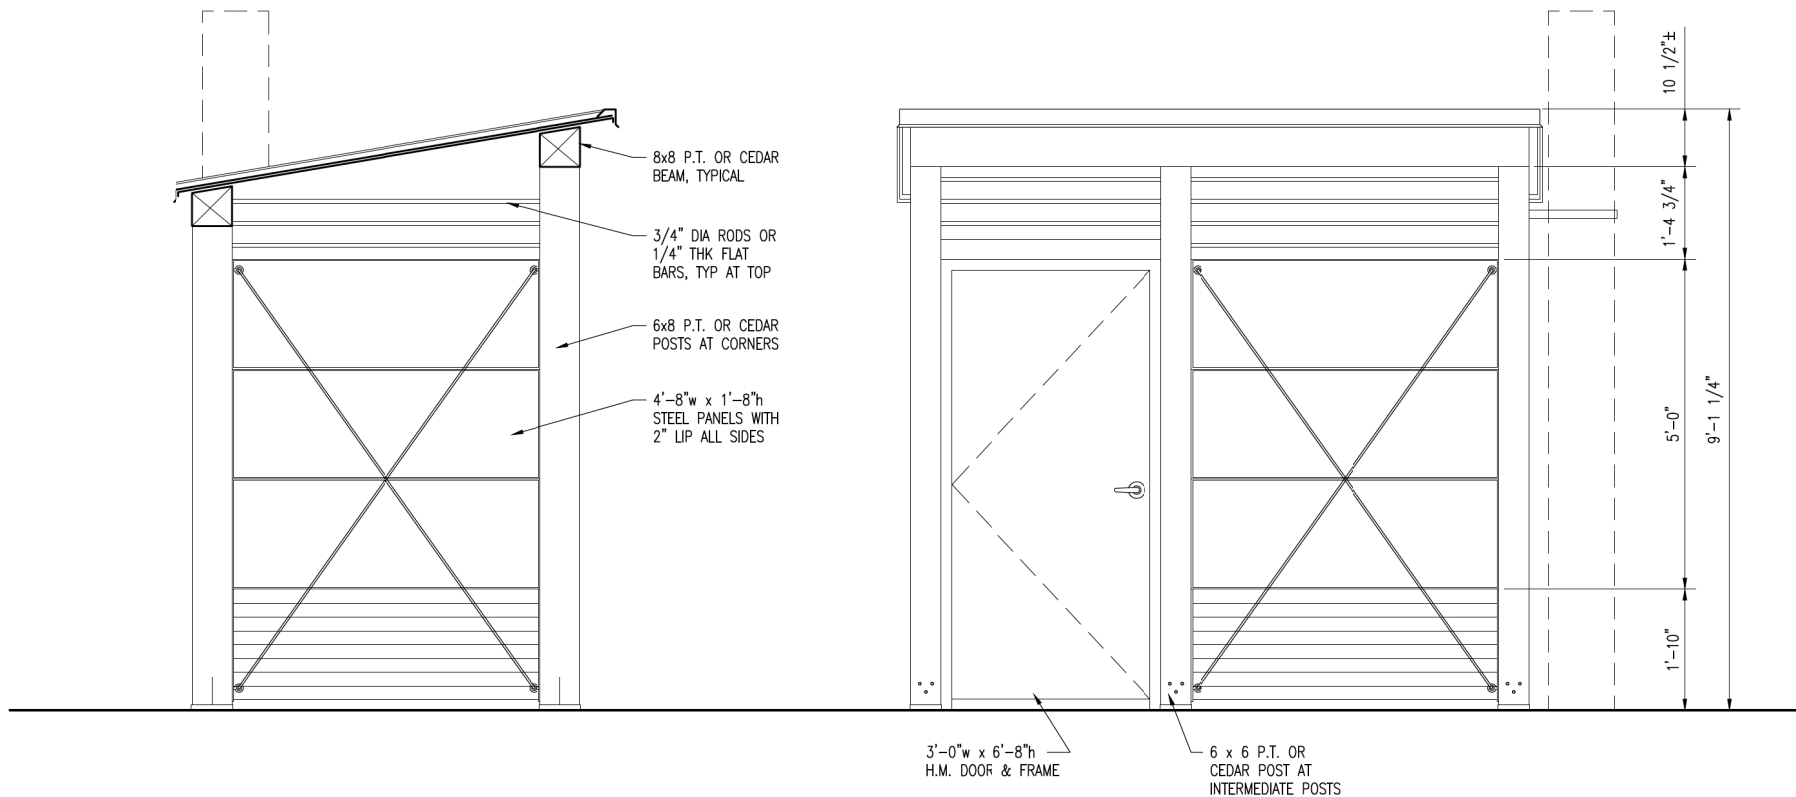 8x8 P.T. OR CEDAR
BEAM, TYPICAL
3/4" DIA RODS OR
1/4" THK FLAT
BARS, TYP AT TOP
6x8 P.T. OR CEDAR
POSTS AT CORNERS
4'-8"w x 1'-8"h
STEEL PANELS WITH
2" LIP ALL SIDES
3'-0"w x 6'-8"h
H.M. DOOR & FRAME
6 x 6 P.T. OR
CEDAR POST AT
INTERMEDIATE POSTS
10 1/2"±
1'-4 3/4"
5'-0"
9'-1 1/4"
1'-10"